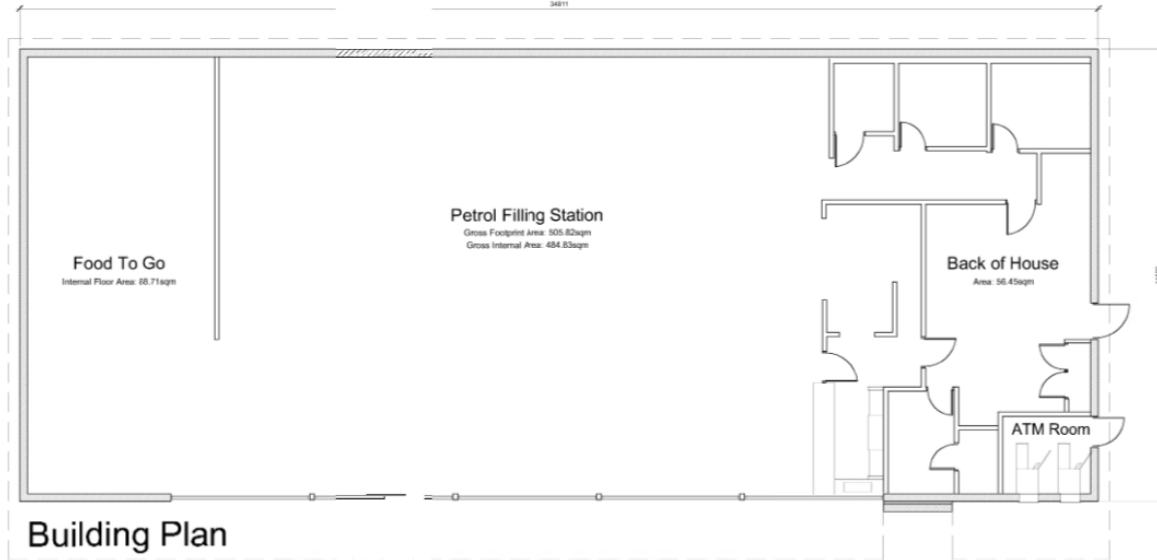 34811
Petrol Filling Station
Gross Footprint Area: 505.82sqm
Gross Internal Area: 484.83sqm
Food To Go
Internal Floor Area: 88.71sqm
Back of House
Area: 56.45sqm
ATM Room
Building Plan